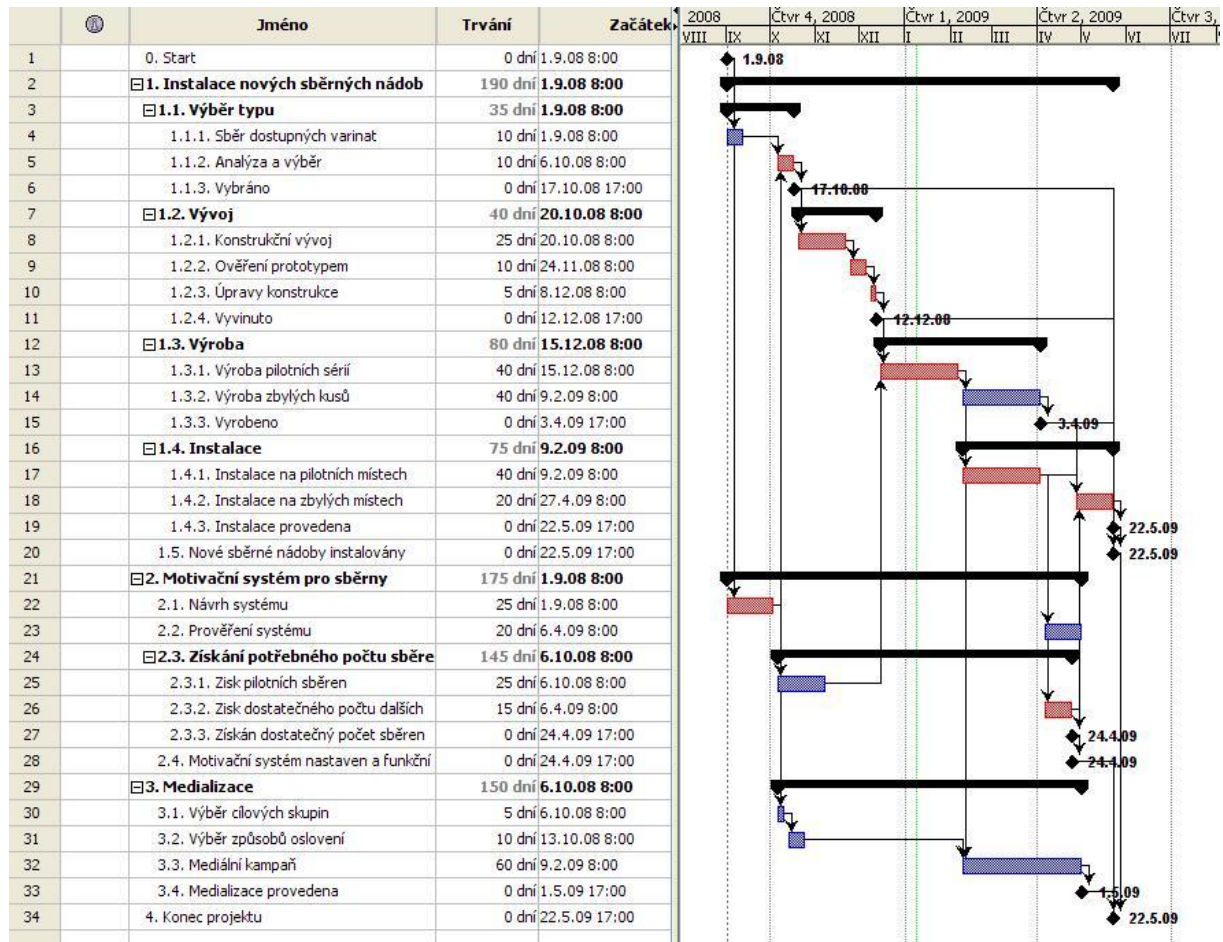 Jméno Trvání Začátek 2008 Čtvr 4, 2008 Čtvr 1, 2009 Čtvr 2, 2009 Čtvr 3,
VIII IX X XI XII I II III IV V VI VII
1 0. Start 0 dní 1.9.08 8:00 1.9.08
2 1. Instalace nových sběrných nádob 190 dní 1.9.08 8:00
3 1.1. Výběr typu 35 dní 1.9.08 8:00
4 1.1.1. Sběr dostupných varinat 10 dní 1.9.08 8:00
5 1.1.2. Analýza a výběr 10 dní 6.10.08 8:00
6 1.1.3. Vybráno 0 dní 17.10.08 17:00 17.10.08
7 1.2. Vývoj 40 dní 20.10.08 8:00
8 1.2.1. Konstrukční vývoj 25 dní 20.10.08 8:00
9 1.2.2. Ověření prototypem 10 dní 24.11.08 8:00
10 1.2.3. Úpravy konstrukce 5 dní 8.12.08 8:00
11 1.2.4. Vyvinuto 0 dní 12.12.08 17:00 12.12.08
12 1.3. Výroba 80 dní 15.12.08 8:00
13 1.3.1. Výroba pilotních sérií 40 dní 15.12.08 8:00
14 1.3.2. Výroba zbylých kusů 40 dní 9.2.09 8:00
15 1.3.3. Vyrobeno 0 dní 3.4.09 17:00 3.4.09
16 1.4. Instalace 75 dní 9.2.09 8:00
17 1.4.1. Instalace na pilotních místech 40 dní 9.2.09 8:00
18 1.4.2. Instalace na zbylých místech 20 dní 27.4.09 8:00
19 1.4.3. Instalace provedena 0 dní 22.5.09 17:00 22.5.09
20 1.5. Nové sběrné nádoby instalovány 0 dní 22.5.09 17:00 22.5.09
21 2. Motivační systém pro sběrny 175 dní 1.9.08 8:00
22 2.1. Návrh systému 25 dní 1.9.08 8:00
23 2.2. Prověření systému 20 dní 6.4.09 8:00
24 2.3. Získání potřebného počtu sběre 145 dní 6.10.08 8:00
25 2.3.1. Zisk pilotních sběren 25 dní 6.10.08 8:00
26 2.3.2. Zisk dostatečného počtu dalších 15 dní 6.4.09 8:00
27 2.3.3. Získán dostatečný počet sběren 0 dní 24.4.09 17:00 24.4.09
28 2.4. Motivační systém nastaven a funkční 0 dní 24.4.09 17:00 24.4.09
29 3. Medializace 150 dní 6.10.08 8:00
30 3.1. Výběr cílových skupin 5 dní 6.10.08 8:00
31 3.2. Výběr způsobů oslovení 10 dní 13.10.08 8:00
32 3.3. Mediální kampaň 60 dní 9.2.09 8:00
33 3.4. Medializace provedena 0 dní 1.5.09 17:00 1.5.09
34 4. Konec projektu 0 dní 22.5.09 17:00 22.5.09